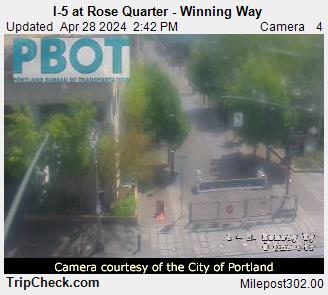 I-5 at Rose Quarter - Winning Way
Updated Apr 28 2024 2:42 PM Camera 4
PBOT
PORTLAND BUREAU OF TRANSPORTATION
Camera courtesy of the City of Portland
TripCheck.com Milepost302.00